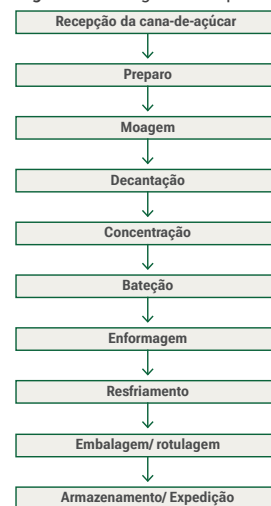 Recepção da cana-de-açúcar
Preparo
Moagem
Decantação
Concentração
Bateção
Enformagem
Resfriamento
Embalagem/ rotulagem
Armazenamento/ Expedição